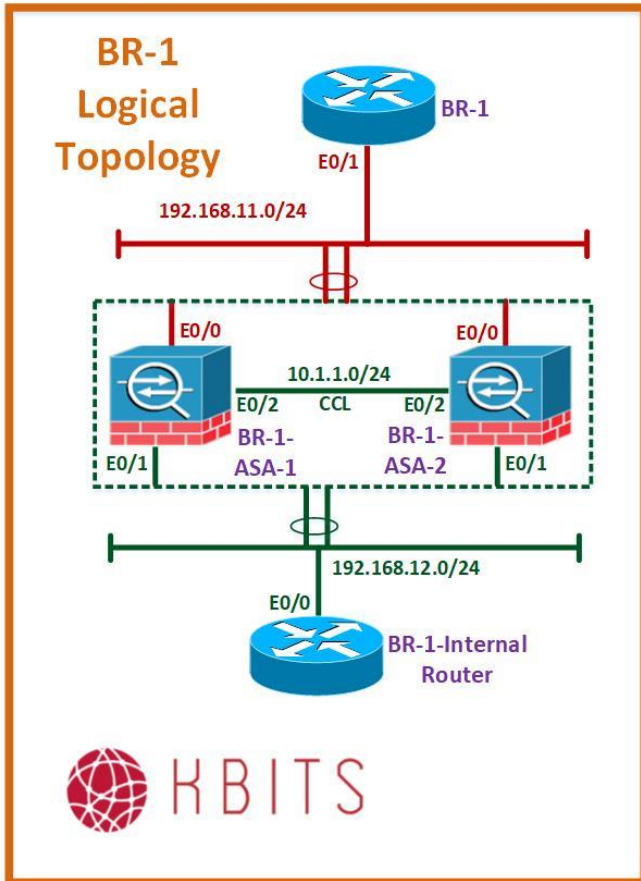 BR-1
Logical
Topology
BR-1
E0/1
192.168.11.0/24
E0/0
E0/0
10.1.1.0/24
E0/2
CCL
E0/2
BR-1-
ASA-1
BR-1-
ASA-2
E0/1
E0/1
192.168.12.0/24
E0/0
BR-1-Internal
Router
KBITS